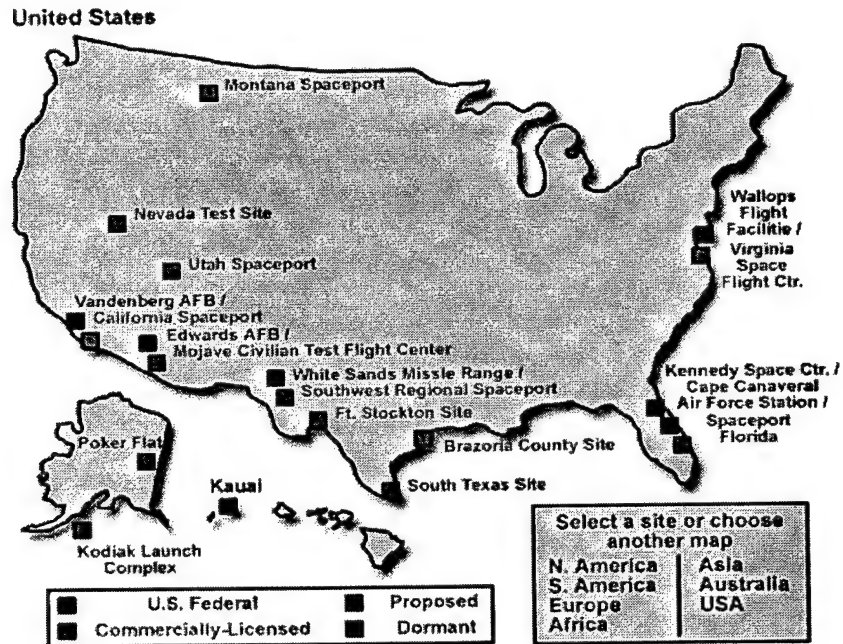 United States
Montana Spaceport
Nevada Test Site
Utah Spaceport
Wallops
Flight
Facilitie /
Virginia
Space
Flight Ctr.
Vandenberg AFB /
California Spaceport
Edwards AFB /
Mojave Civilian Test Flight Center
White Sands Missle Range /
Southwest Regional Spaceport
Ft. Stockton Site
Kennedy Space Ctr. /
Cape Canaveral
Air Force Station /
Spaceport
Florida
Brazoria County Site
South Texas Site
Poker Flat
Kauai
Kodiak Launch
Complex
Select a site or choose
another map
N. America
S. America
Europe
Africa
Asia
Australia
USA
U.S. Federal
Proposed
Commercially-Licensed
Dormant